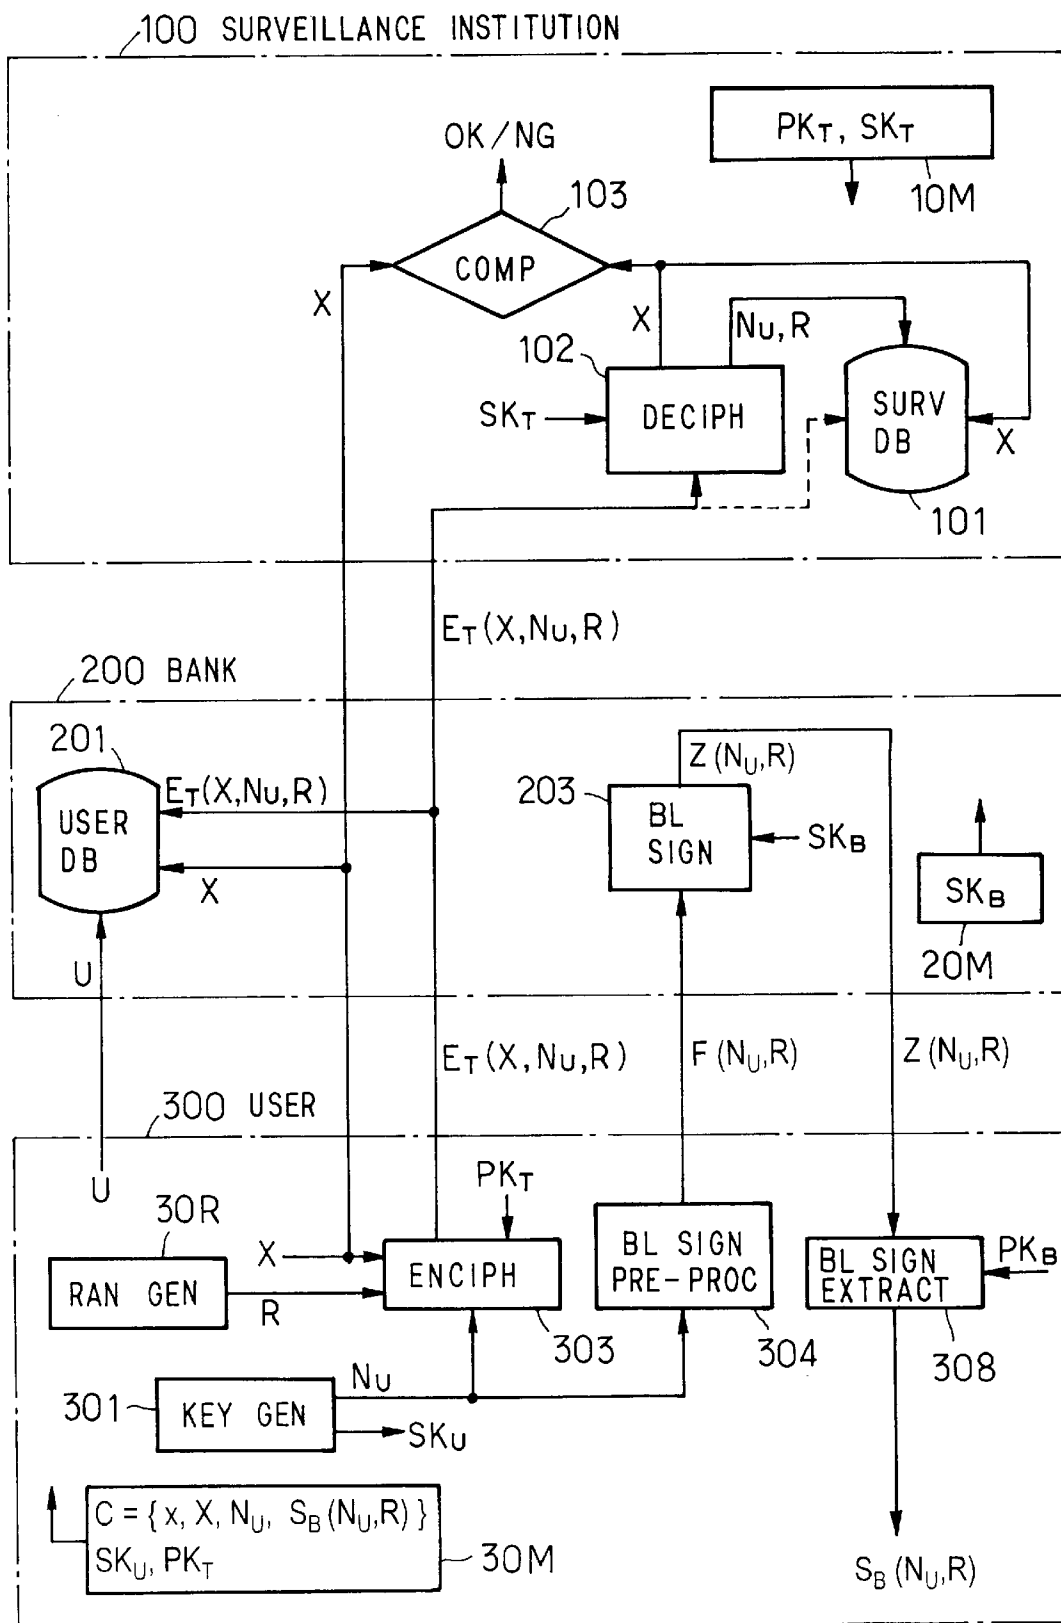 100 SURVEILLANCE INSTITUTION
PKT, SKT
10M
OK/NG
103
COMP
X
X
NU, R
102
SKT
DECIPH
SURV
DB
X
101
ET(X, NU, R)
200 BANK
201
USER
DB
ET(X, NU, R)
X
U
Z(NU,R)
203
BL
SIGN
SKB
SKB
20M
ET(X, NU, R)
F(NU,R)
Z(NU,R)
300 USER
U
30R
RAN GEN
X
R
PKT
ENCIPH
303
BL SIGN
PRE-PROC
304
BL SIGN
EXTRACT
PKB
308
301
KEY GEN
NU
SKU
C = { x, X, NU, SB(NU,R) }
SKU, PKT
30M
SB(NU,R)